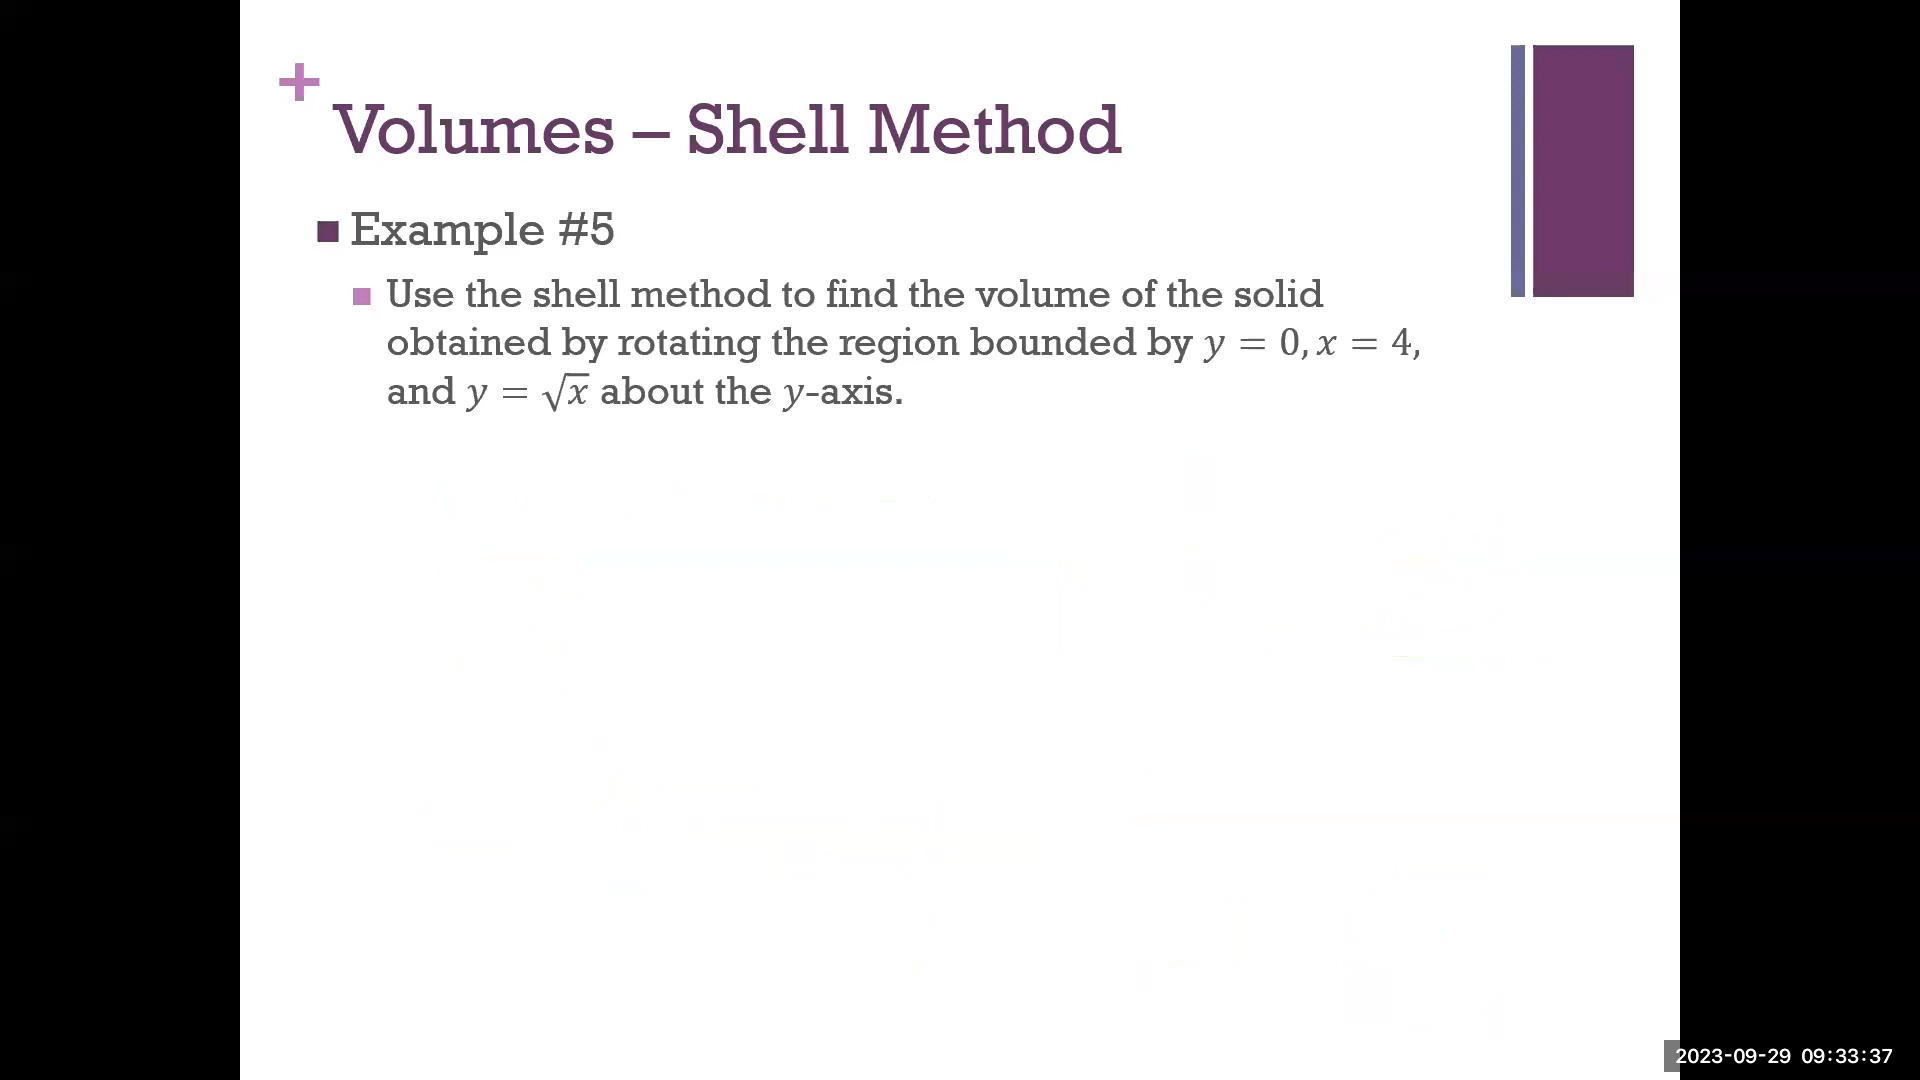 Volumes – Shell Method
Example #5
Use the shell method to find the volume of the solid
obtained by rotating the region bounded by y = 0, x = 4,
and y = √x about the y-axis.
2023-09-29 09:33:37